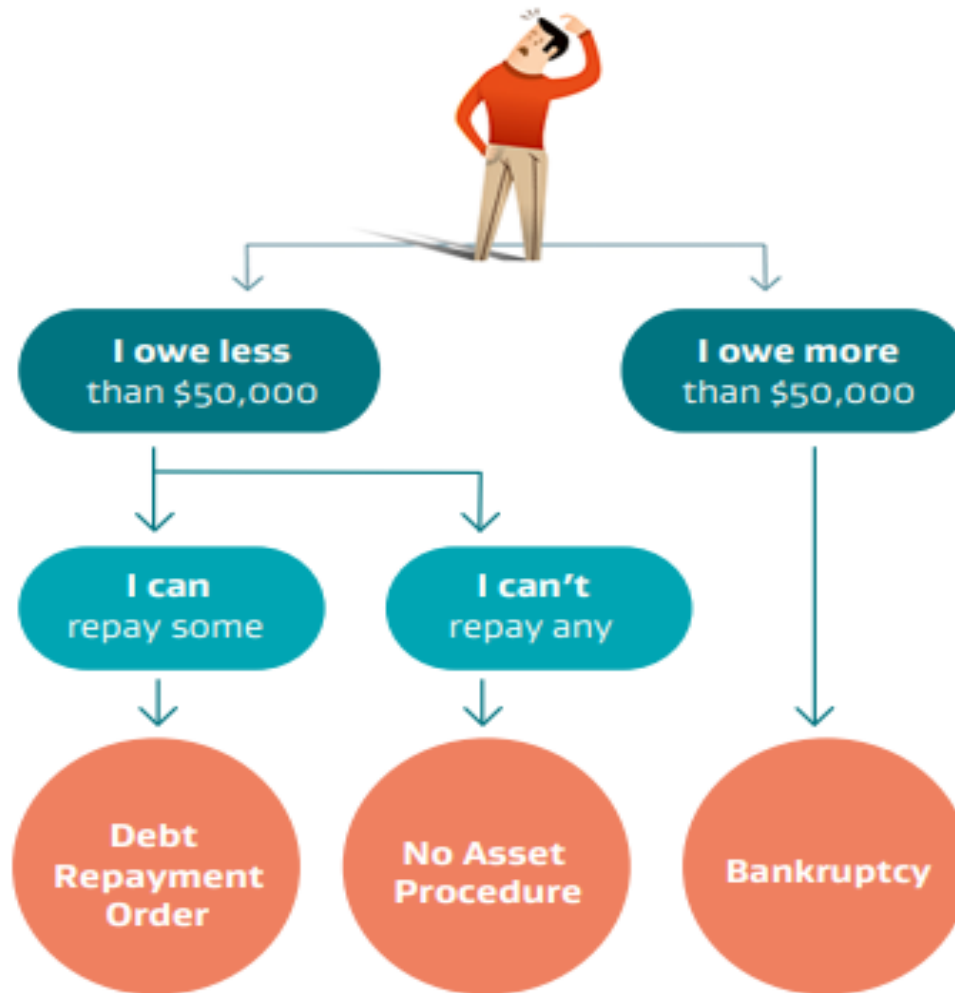 I owe less
than $50,000
I owe more
than $50,000
I can
repay some
I can't
repay any
Debt
Repayment
Order
No Asset
Procedure
Bankruptcy